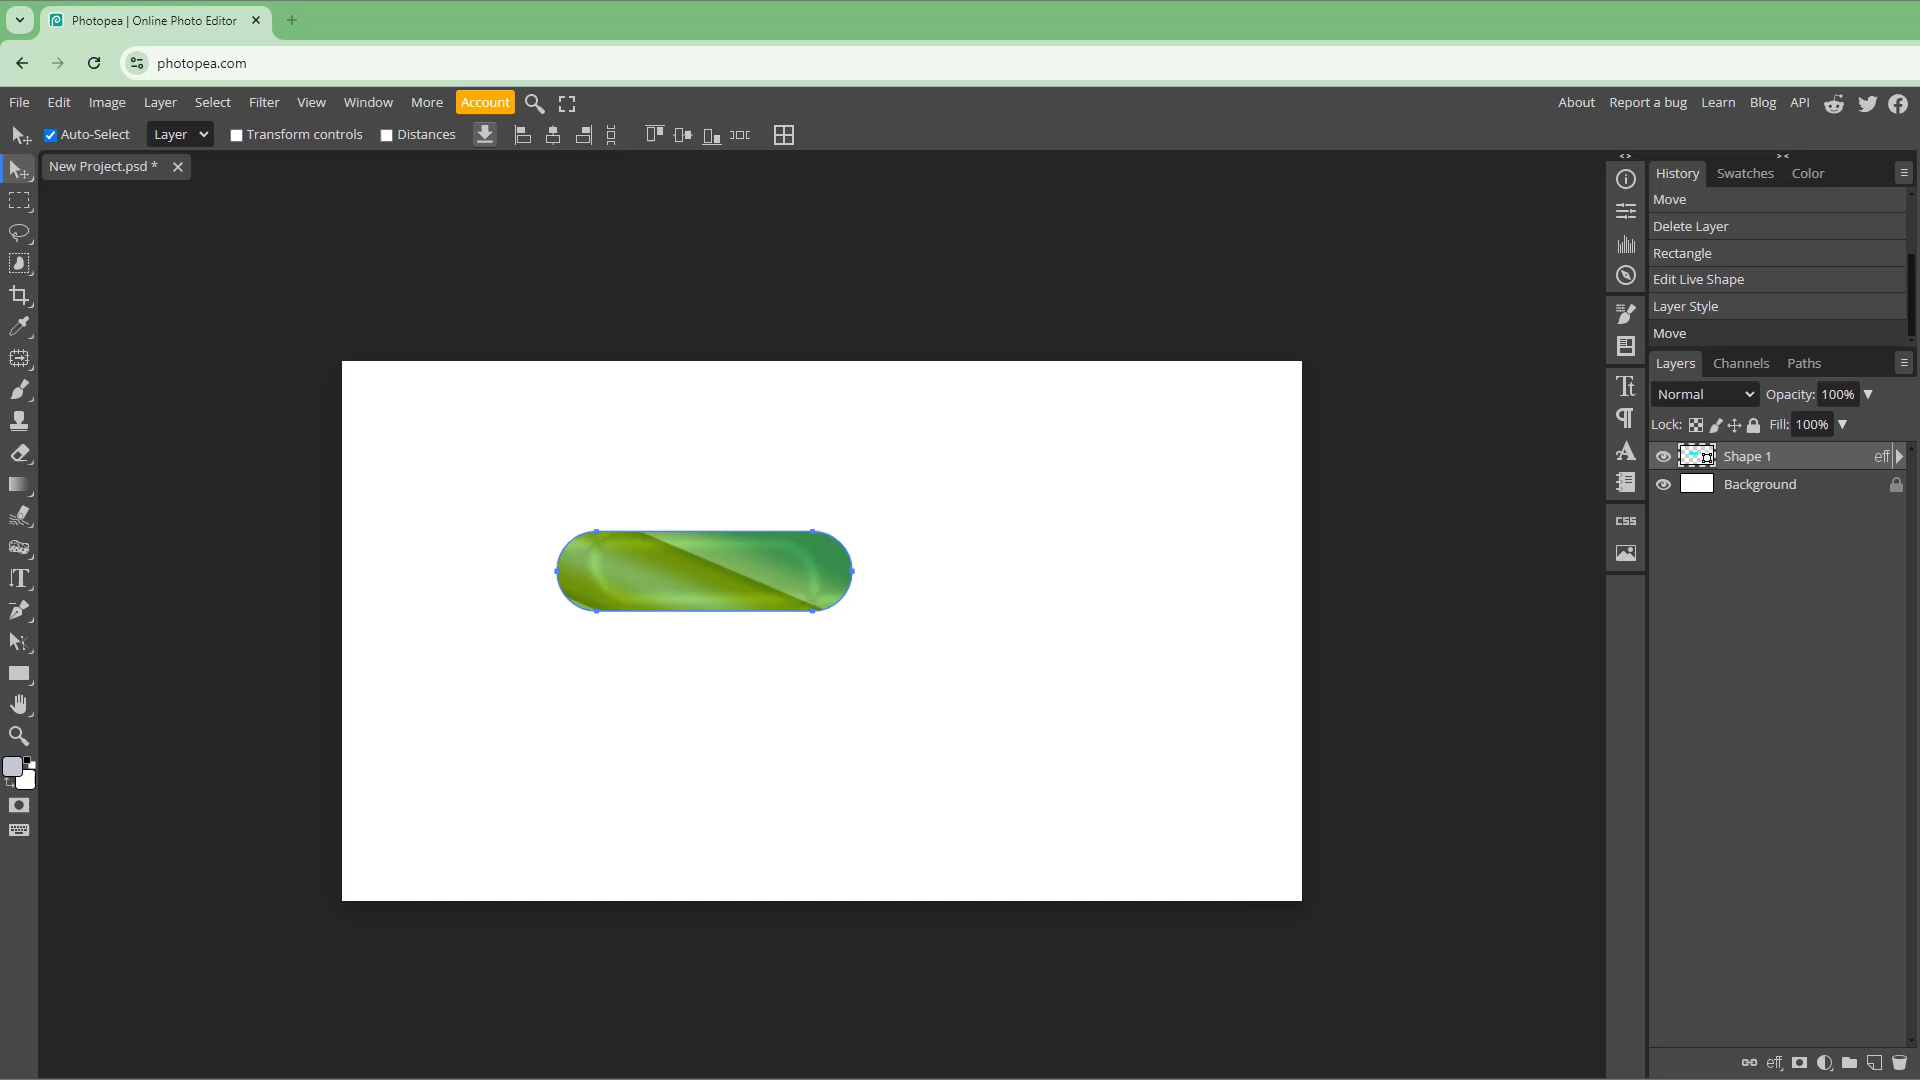 Photopea | Online Photo Editor
photopea.com
File Edit Image Layer Select Filter View Window More Account
About Report a bug Learn Blog API
Auto-Select Layer Transform controls Distances
New Project.psd *
History Swatches Color
Move
Delete Layer
Rectangle
Edit Live Shape
Layer Style
Move
Layers Channels Paths
Normal Opacity: 100%
Lock: Fill: 100%
Shape 1 eff
Background
CSS
eff